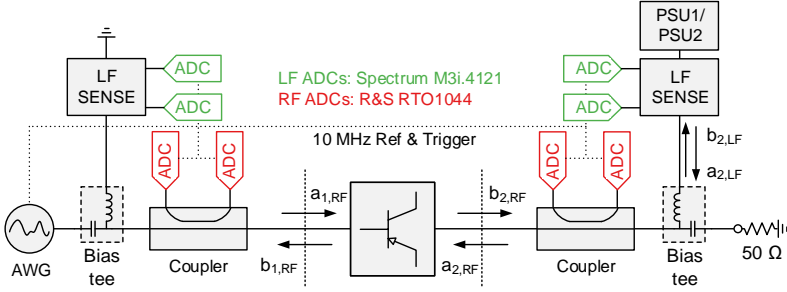 PSU1/
PSU2
LF
SENSE
ADC
ADC
LF ADCs: Spectrum M3i.4121
RF ADCs: R&S RTO1044
ADC
ADC
LF
SENSE
10 MHz Ref & Trigger
b2,LF
a2,LF
ADC
ADC
ADC
ADC
a1,RF
b2,RF
AWG
Bias
tee
Coupler
b1,RF
a2,RF
Coupler
Bias
tee
50 Ω